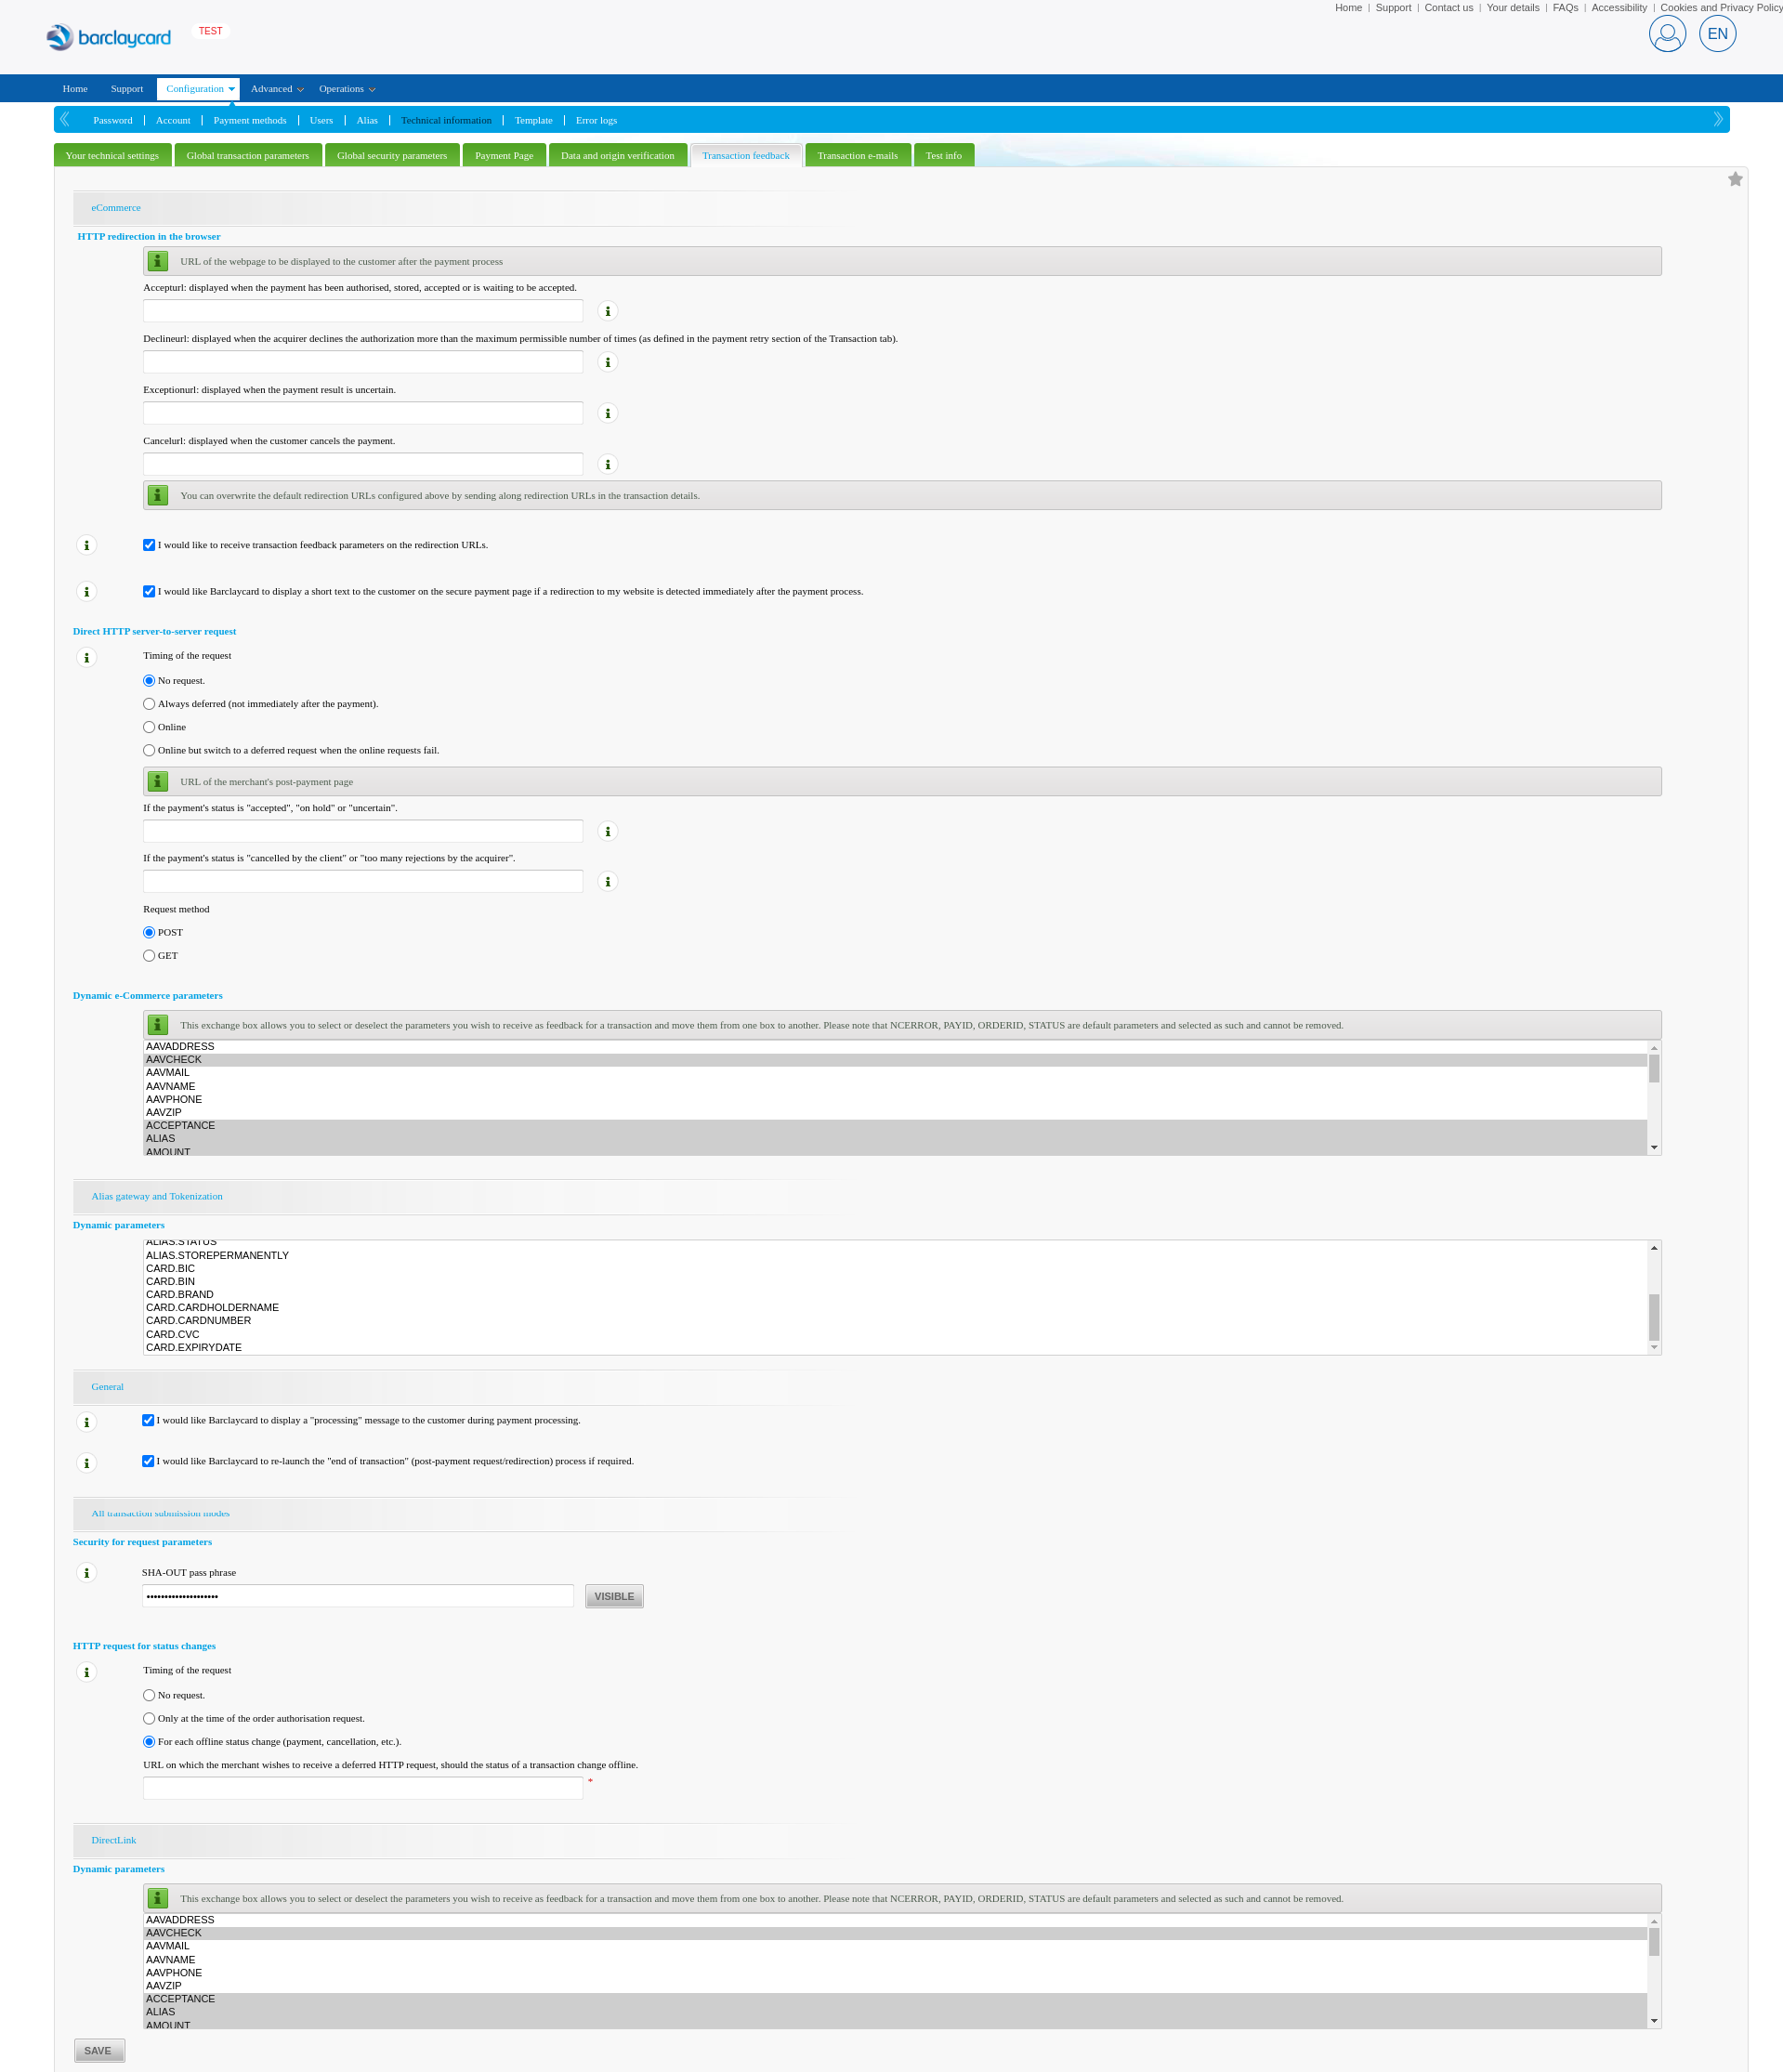 Home | Support | Contact us | Your details | FAQs | Accessibility | Cookies and Privacy Policy
barclaycard TEST EN
Home Support Configuration Advanced Operations
Password | Account | Payment methods | Users | Alias | Technical information | Template | Error logs
Your technical settings Global transaction parameters Global security parameters Payment Page Data and origin verification Transaction feedback Transaction e-mails Test info
eCommerce
HTTP redirection in the browser
URL of the webpage to be displayed to the customer after the payment process
Accepturl: displayed when the payment has been authorised, stored, accepted or is waiting to be accepted.
Declineurl: displayed when the acquirer declines the authorization more than the maximum permissible number of times (as defined in the payment retry section of the Transaction tab).
Exceptionurl: displayed when the payment result is uncertain.
Cancelurl: displayed when the customer cancels the payment.
You can overwrite the default redirection URLs configured above by sending along redirection URLs in the transaction details.
I would like to receive transaction feedback parameters on the redirection URLs.
I would like Barclaycard to display a short text to the customer on the secure payment page if a redirection to my website is detected immediately after the payment process.
Direct HTTP server-to-server request
Timing of the request
No request.
Always deferred (not immediately after the payment).
Online
Online but switch to a deferred request when the online requests fail.
URL of the merchant's post-payment page
If the payment's status is "accepted", "on hold" or "uncertain".
If the payment's status is "cancelled by the client" or "too many rejections by the acquirer".
Request method
POST
GET
Dynamic e-Commerce parameters
This exchange box allows you to select or deselect the parameters you wish to receive as feedback for a transaction and move them from one box to another. Please note that NCERROR, PAYID, ORDERID, STATUS are default parameters and selected as such and cannot be removed.
AAVADDRESS
AAVCHECK
AAVMAIL
AAVNAME
AAVPHONE
AAVZIP
ACCEPTANCE
ALIAS
AMOUNT
Alias gateway and Tokenization
Dynamic parameters
ALIAS.STATUS
ALIAS.STOREPERMANENTLY
CARD.BIC
CARD.BIN
CARD.BRAND
CARD.CARDHOLDERNAME
CARD.CARDNUMBER
CARD.CVC
CARD.EXPIRYDATE
General
I would like Barclaycard to display a "processing" message to the customer during payment processing.
I would like Barclaycard to re-launch the "end of transaction" (post-payment request/redirection) process if required.
All transaction submission modes
Security for request parameters
SHA-OUT pass phrase
•••••••••••••••••••• VISIBLE
HTTP request for status changes
Timing of the request
No request.
Only at the time of the order authorisation request.
For each offline status change (payment, cancellation, etc.).
URL on which the merchant wishes to receive a deferred HTTP request, should the status of a transaction change offline.
*
DirectLink
Dynamic parameters
This exchange box allows you to select or deselect the parameters you wish to receive as feedback for a transaction and move them from one box to another. Please note that NCERROR, PAYID, ORDERID, STATUS are default parameters and selected as such and cannot be removed.
AAVADDRESS
AAVCHECK
AAVMAIL
AAVNAME
AAVPHONE
AAVZIP
ACCEPTANCE
ALIAS
AMOUNT
SAVE